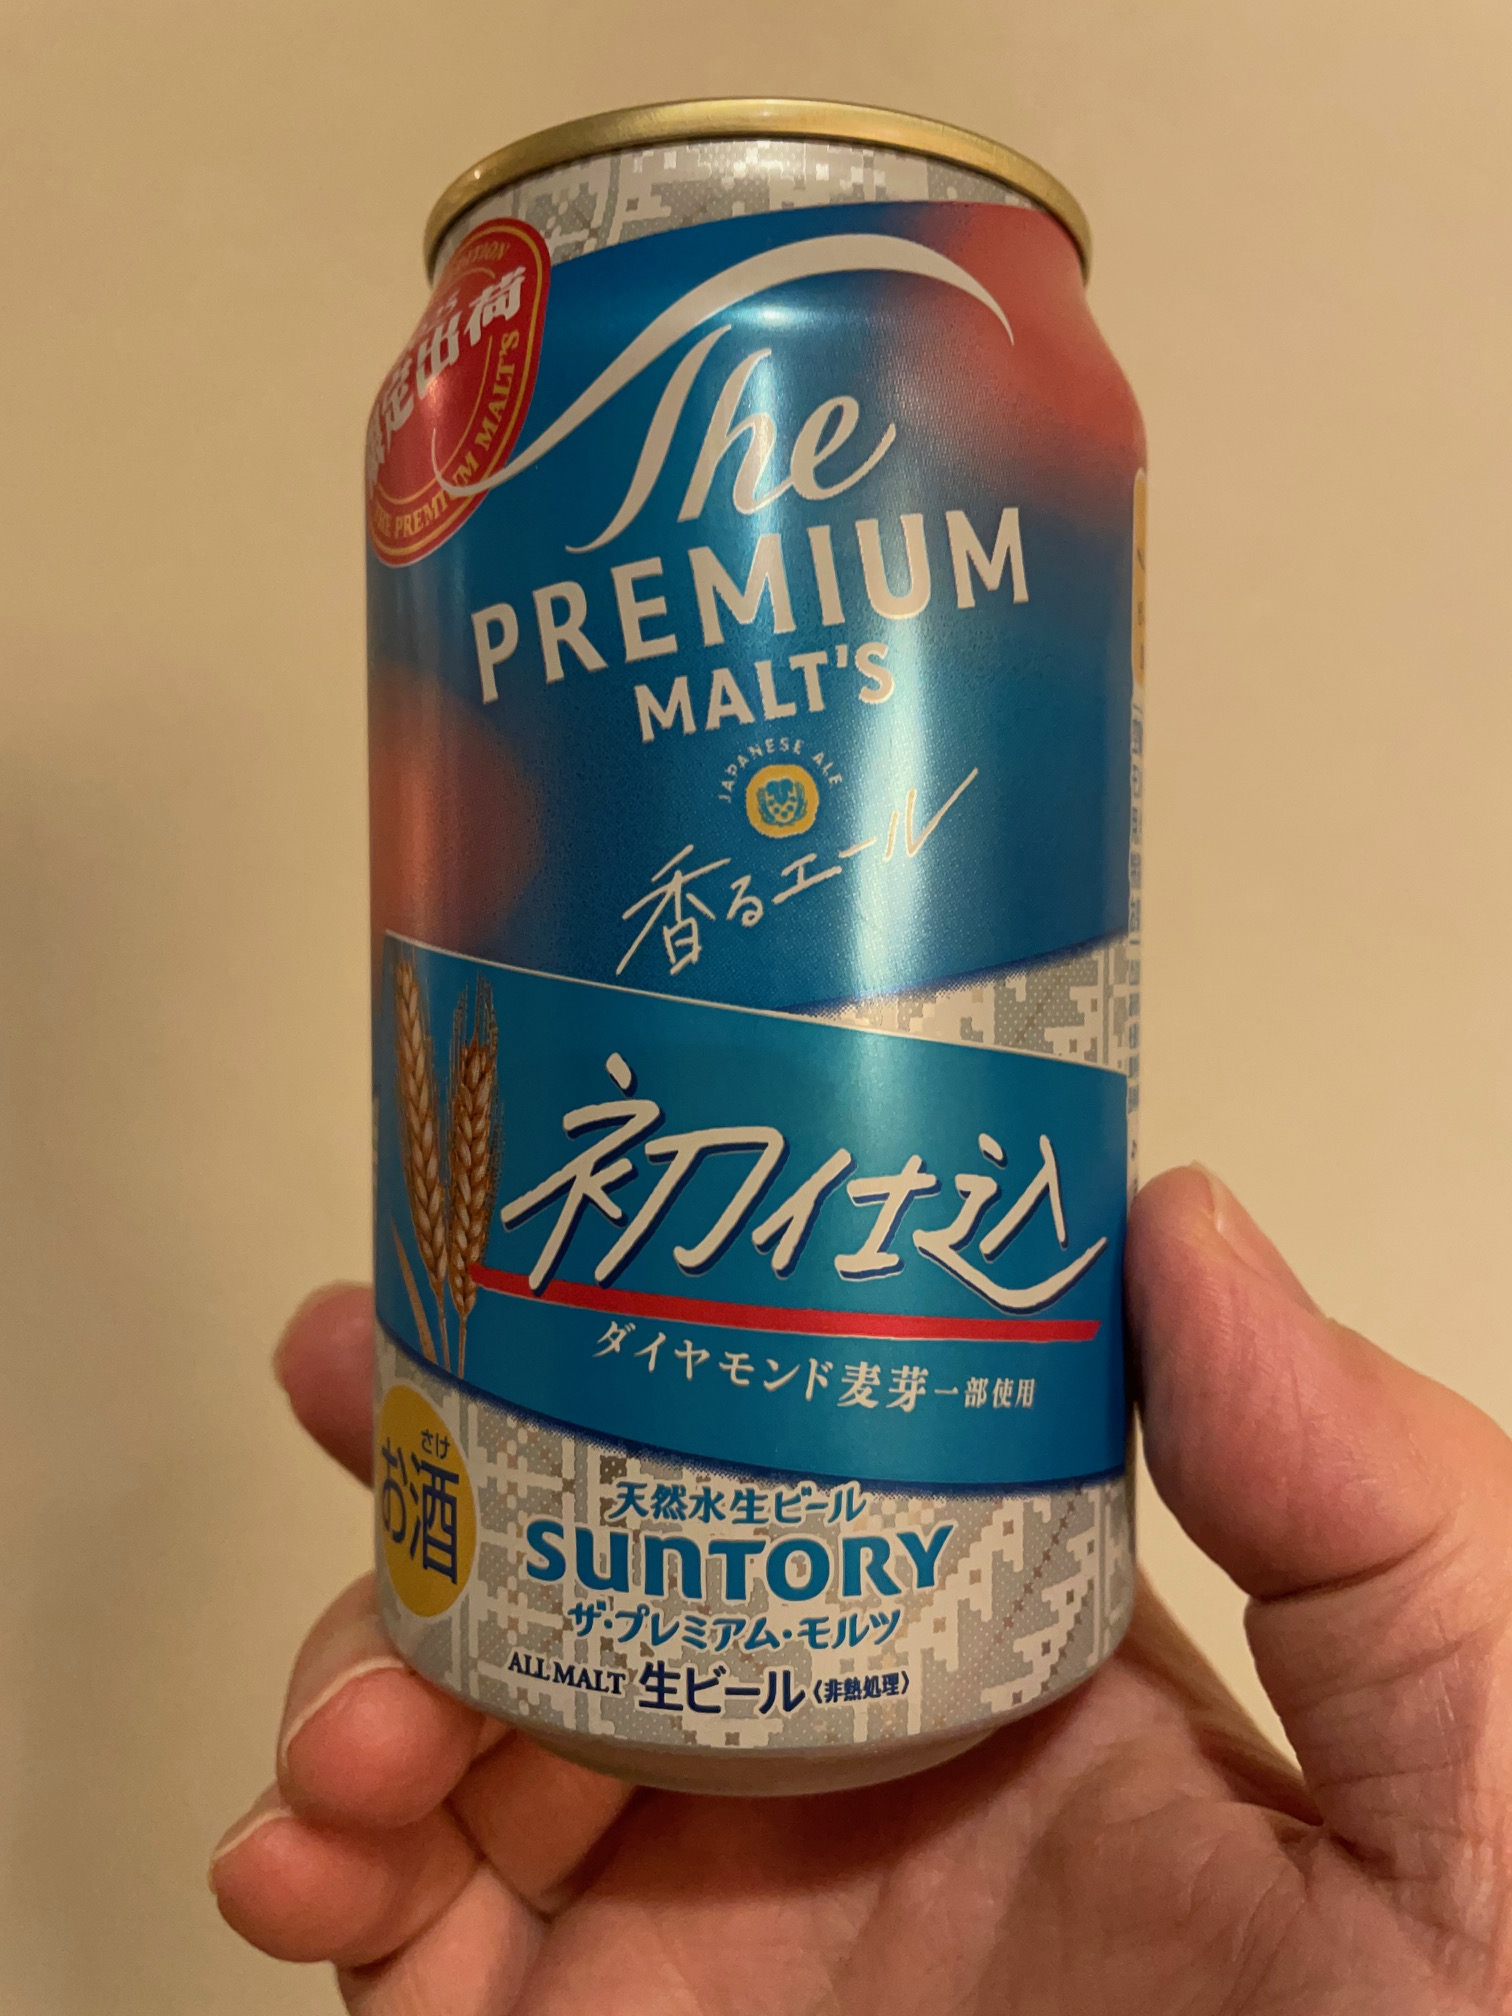 限定出荷
THE PREMIUM MALT'S
The
PREMIUM
MALT'S
JAPANESE ALE
香るエール
初仕込
ダイヤモンド麦芽一部使用
さけ
お酒
天然水生ビール
SUNTORY
ザ・プレミアム・モルツ
ALL MALT 生ビール〈非熱処理〉